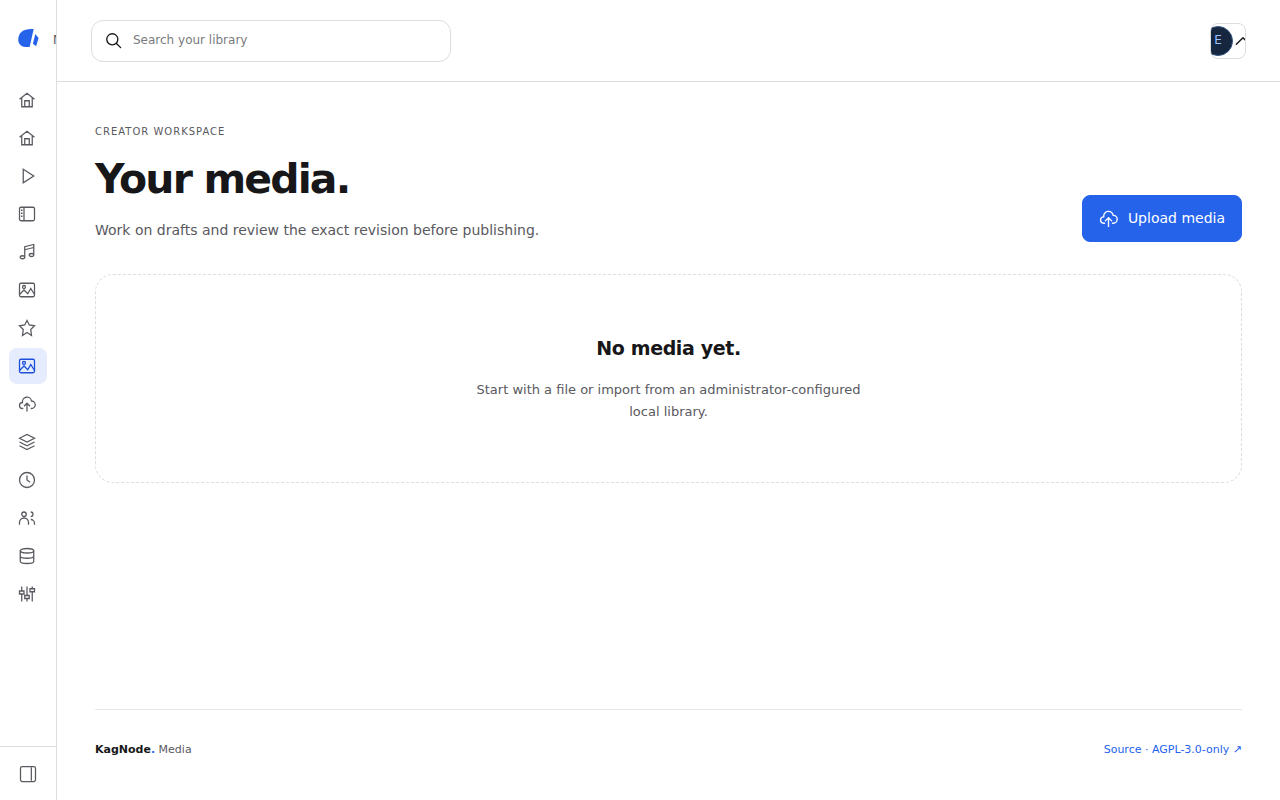 Search your library
E
CREATOR WORKSPACE
Your media.
Work on drafts and review the exact revision before publishing.
Upload media
No media yet.
Start with a file or import from an administrator-configured
local library.
KagNode. Media
Source · AGPL-3.0-only ↗